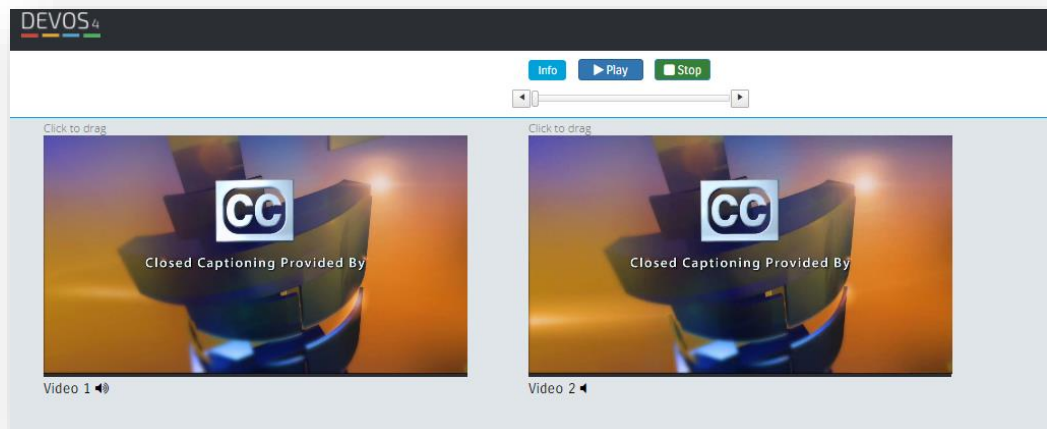 DEVOS4
Info Play Stop
Click to drag
Click to drag
CC
Closed Captioning Provided By
CC
Closed Captioning Provided By
Video 1
Video 2